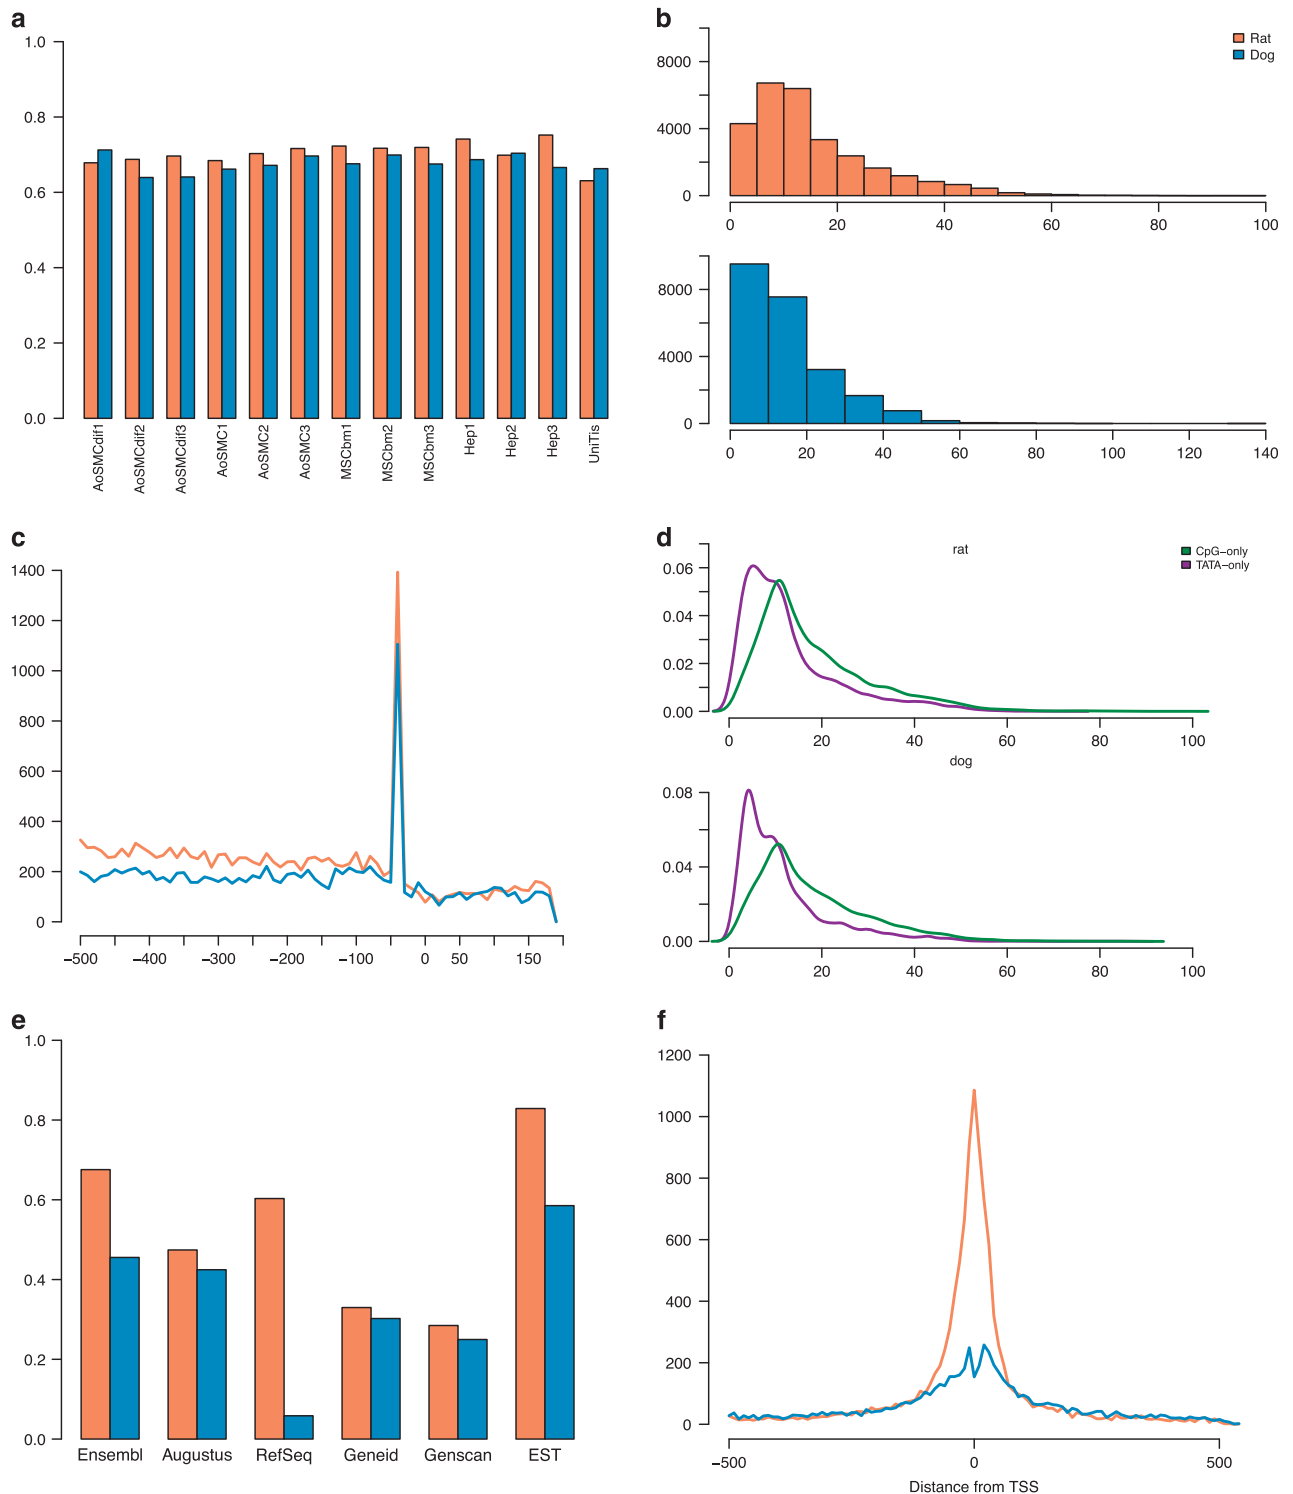 a
1.0
0.8
0.6
0.4
0.2
0.0
AoSMCdif1 AoSMCdif2 AoSMCdif3 AoSMC1 AoSMC2 AoSMC3 MSCbm1 MSCbm2 MSCbm3 Hep1 Hep2 Hep3 UniTis
b
Rat
Dog
8000
4000
0
0 20 40 60 80 100
8000
4000
0
0 20 40 60 80 100 120 140
c
1400
1200
1000
800
600
400
200
0
−500 −400 −300 −200 −100 0 50 150
d
rat
CpG−only
TATA−only
0.06
0.04
0.02
0.00
0 20 40 60 80 100
dog
0.08
0.04
0.00
0 20 40 60 80 100
e
1.0
0.8
0.6
0.4
0.2
0.0
Ensembl Augustus RefSeq Geneid Genscan EST
f
1200
1000
800
600
400
200
0
−500 0 500
Distance from TSS